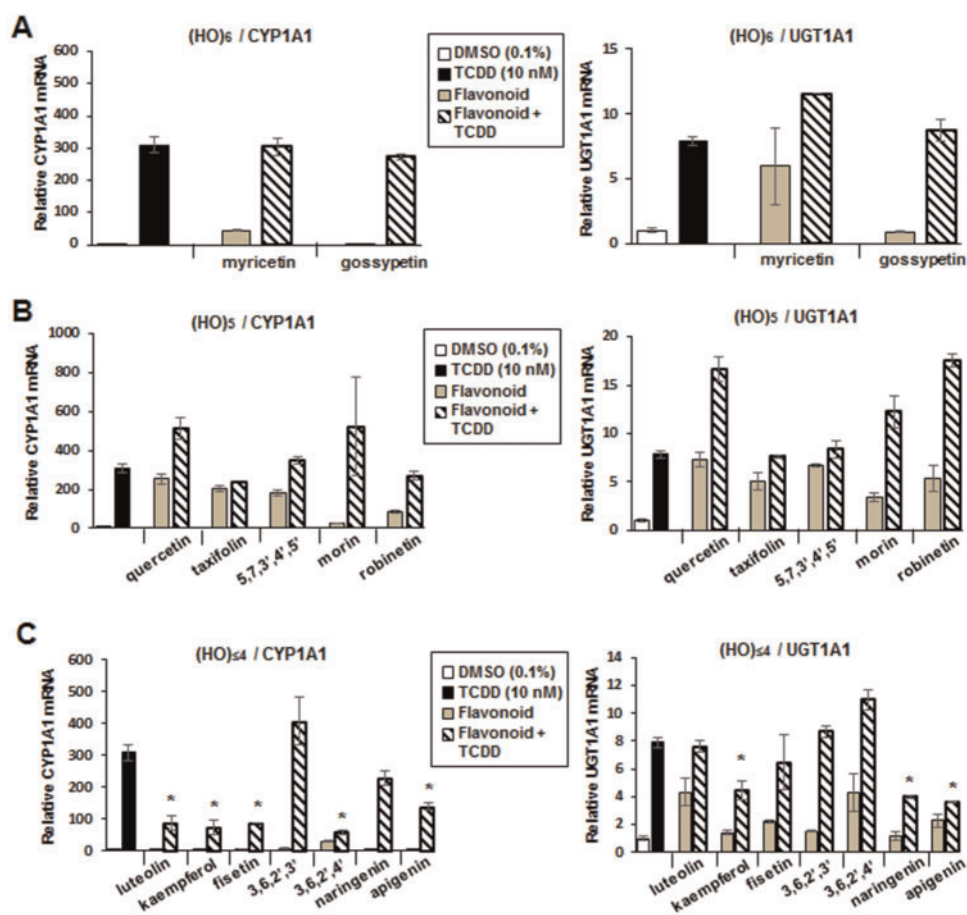 A
(HO)6 / CYP1A1
Relative CYP1A1 mRNA
600
500
400
300
200
100
0
myricetin
gossypetin
DMSO (0.1%)
TCDD (10 nM)
Flavonoid
Flavonoid +
TCDD
(HO)6 / UGT1A1
Relative UGT1A1 mRNA
15
10
5
0
myricetin
gossypetin
B
(HO)5 / CYP1A1
Relative CYP1A1 mRNA
1000
800
600
400
200
0
quercetin
taxifolin
5,7,3',4',5'
morin
robinetin
DMSO (0.1%)
TCDD (10 nM)
Flavonoid
Flavonoid +
TCDD
(HO)5 / UGT1A1
Relative UGT1A1 mRNA
20
15
10
5
0
quercetin
taxifolin
5,7,3',4',5'
morin
robinetin
C
(HO)≤4 / CYP1A1
Relative CYP1A1 mRNA
600
500
400
300
200
100
0
* * * * *
luteolin
kaempferol
fisetin
3,6,2',3'
3,6,2',4'
naringenin
apigenin
DMSO (0.1%)
TCDD (10 nM)
Flavonoid
Flavonoid +
TCDD
(HO)≤4 / UGT1A1
Relative UGT1A1 mRNA
14
12
10
8
6
4
2
0
* * *
luteolin
kaempferol
fisetin
3,6,2',3'
3,6,2',4'
naringenin
apigenin